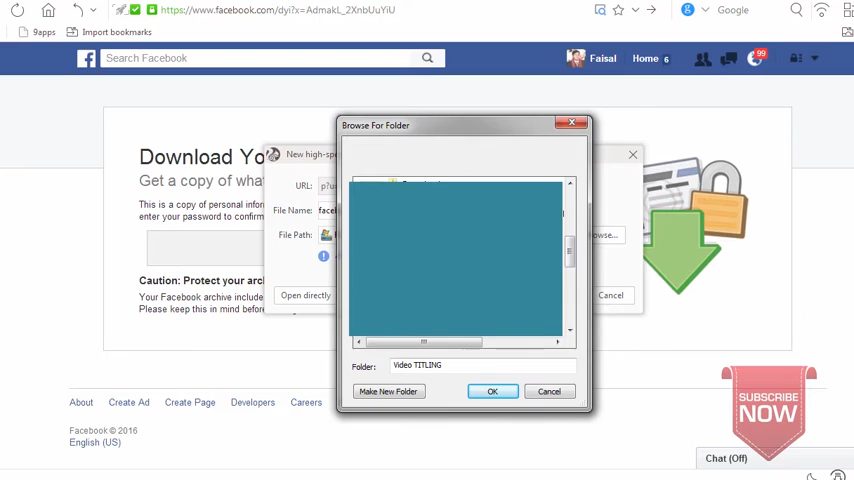 https://www.facebook.com/dyi?x=AdmakL_2XnbUuYiU
Google
9apps
Import bookmarks
Search Facebook
Faisal
Home 6
99
Browse For Folder
New high-spe
Download Yo
Get a copy of what
This is a copy of personal infor
enter your password to confirm
URL:
p?u
File Name:
faceb
File Path:
owse...
Caution: Protect your arc
Your Facebook archive include
Please keep this in mind before
Open directly
Cancel
Folder:
Video TITLING
Make New Folder
OK
Cancel
About
Create Ad
Create Page
Developers
Careers
Facebook © 2016
English (US)
SUBSCRIBE
NOW
Chat (Off)